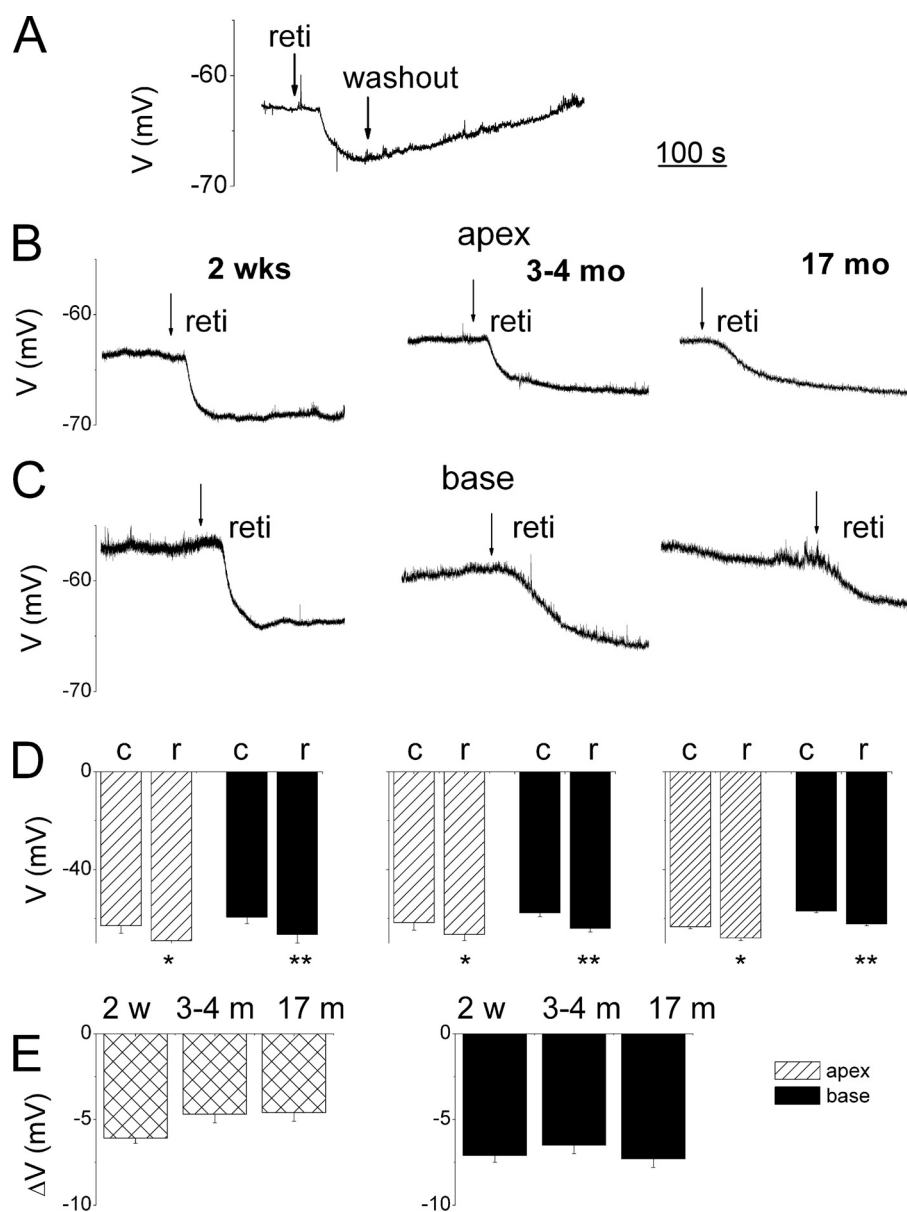 A
reti
washout
-60
-70
V (mV)
100 s
B
apex
2 wks
3-4 mo
17 mo
-60
-70
V (mV)
reti
reti
reti
C
base
-60
-70
V (mV)
reti
reti
reti
D
c r c r
c r c r
c r c r
0
-40
V (mV)
* **
* **
* **
E
2 w 3-4 m 17 m
2 w 3-4 m 17 m
0
-5
-10
ΔV (mV)
0
-5
-10
apex
base